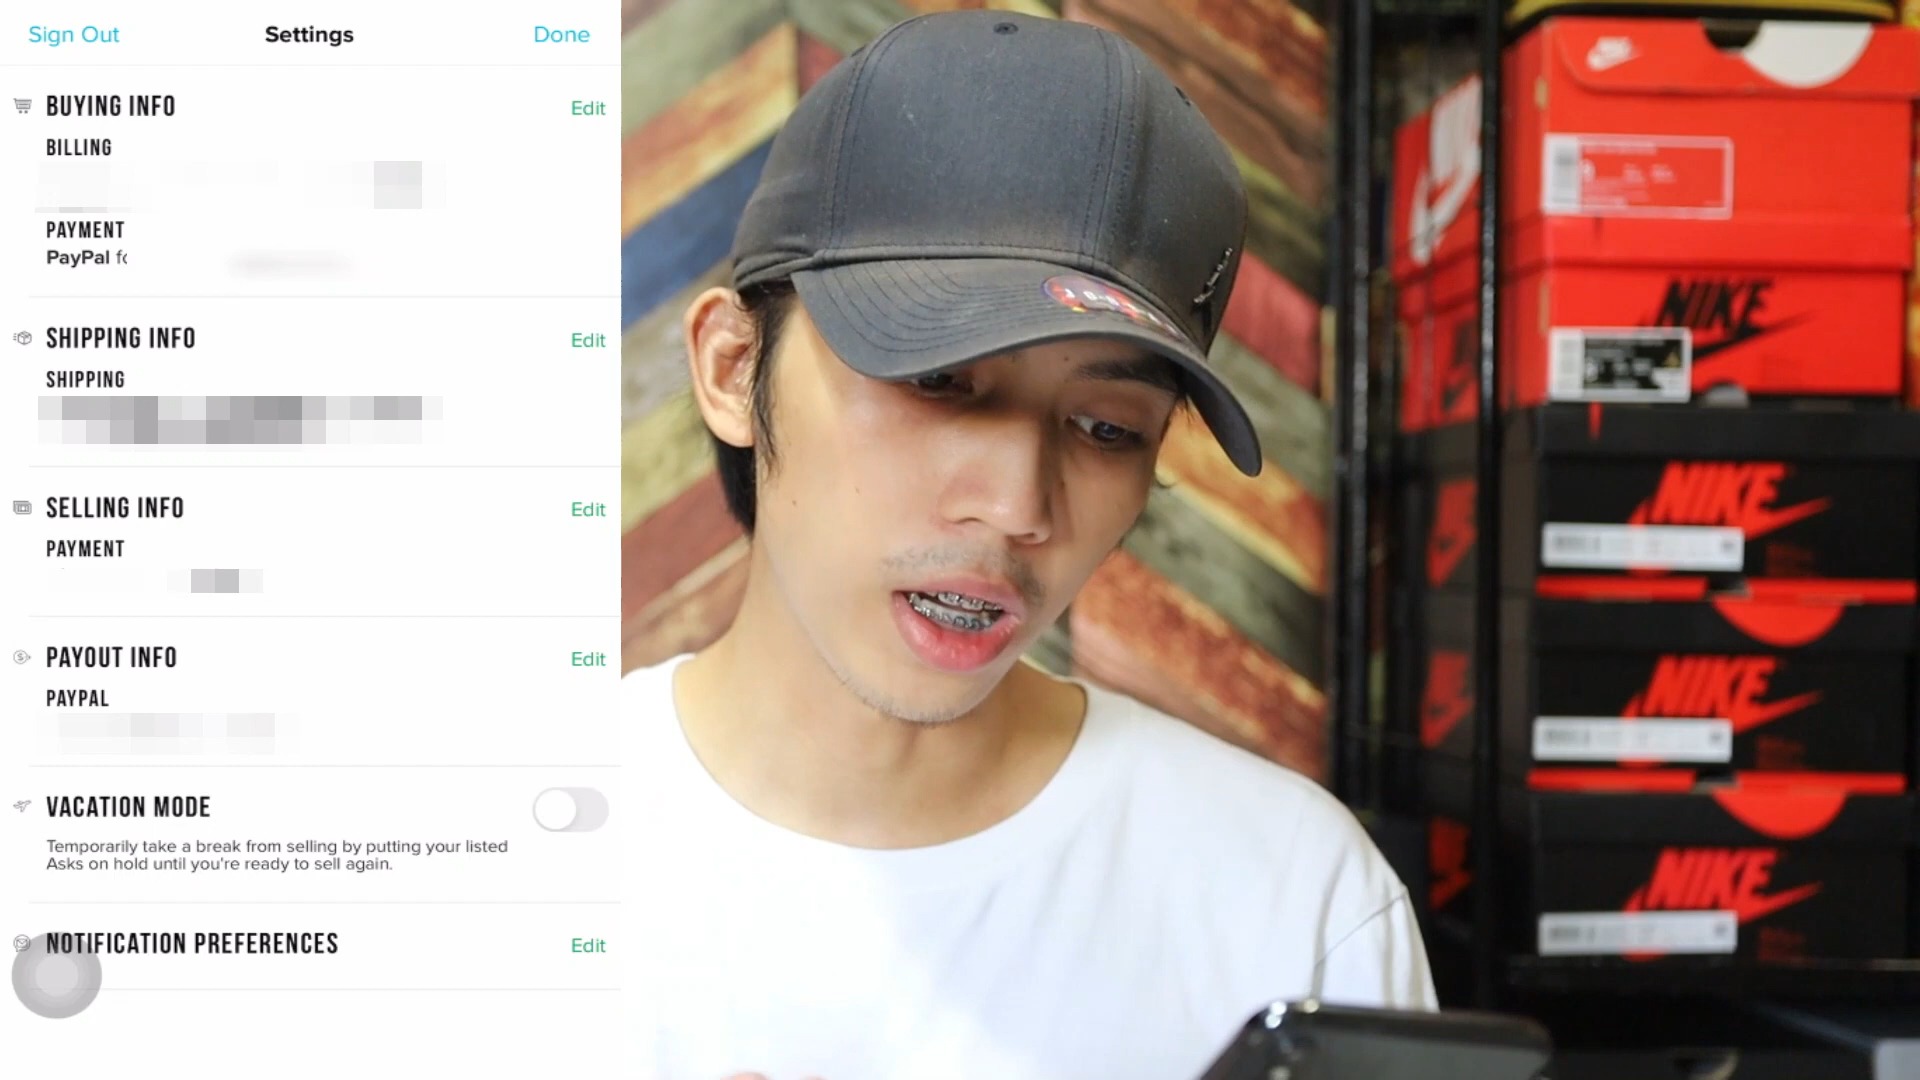 Sign Out
Settings
Done
BUYING INFO
Edit
BILLING
PAYMENT
PayPal
SHIPPING INFO
Edit
SHIPPING
SELLING INFO
Edit
PAYMENT
PAYOUT INFO
Edit
PAYPAL
VACATION MODE
Temporarily take a break from selling by putting your listed
Asks on hold until you're ready to sell again.
NOTIFICATION PREFERENCES
Edit
NIKE
NIKE
NIKE
NIKE